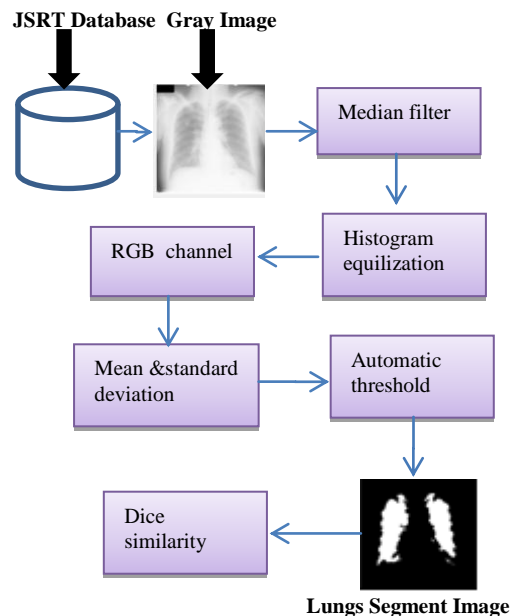 JSRT Database Gray Image
Median filter
Histogram
equilization
RGB channel
Mean &standard
deviation
Automatic
threshold
Dice
similarity
Lungs Segment Image